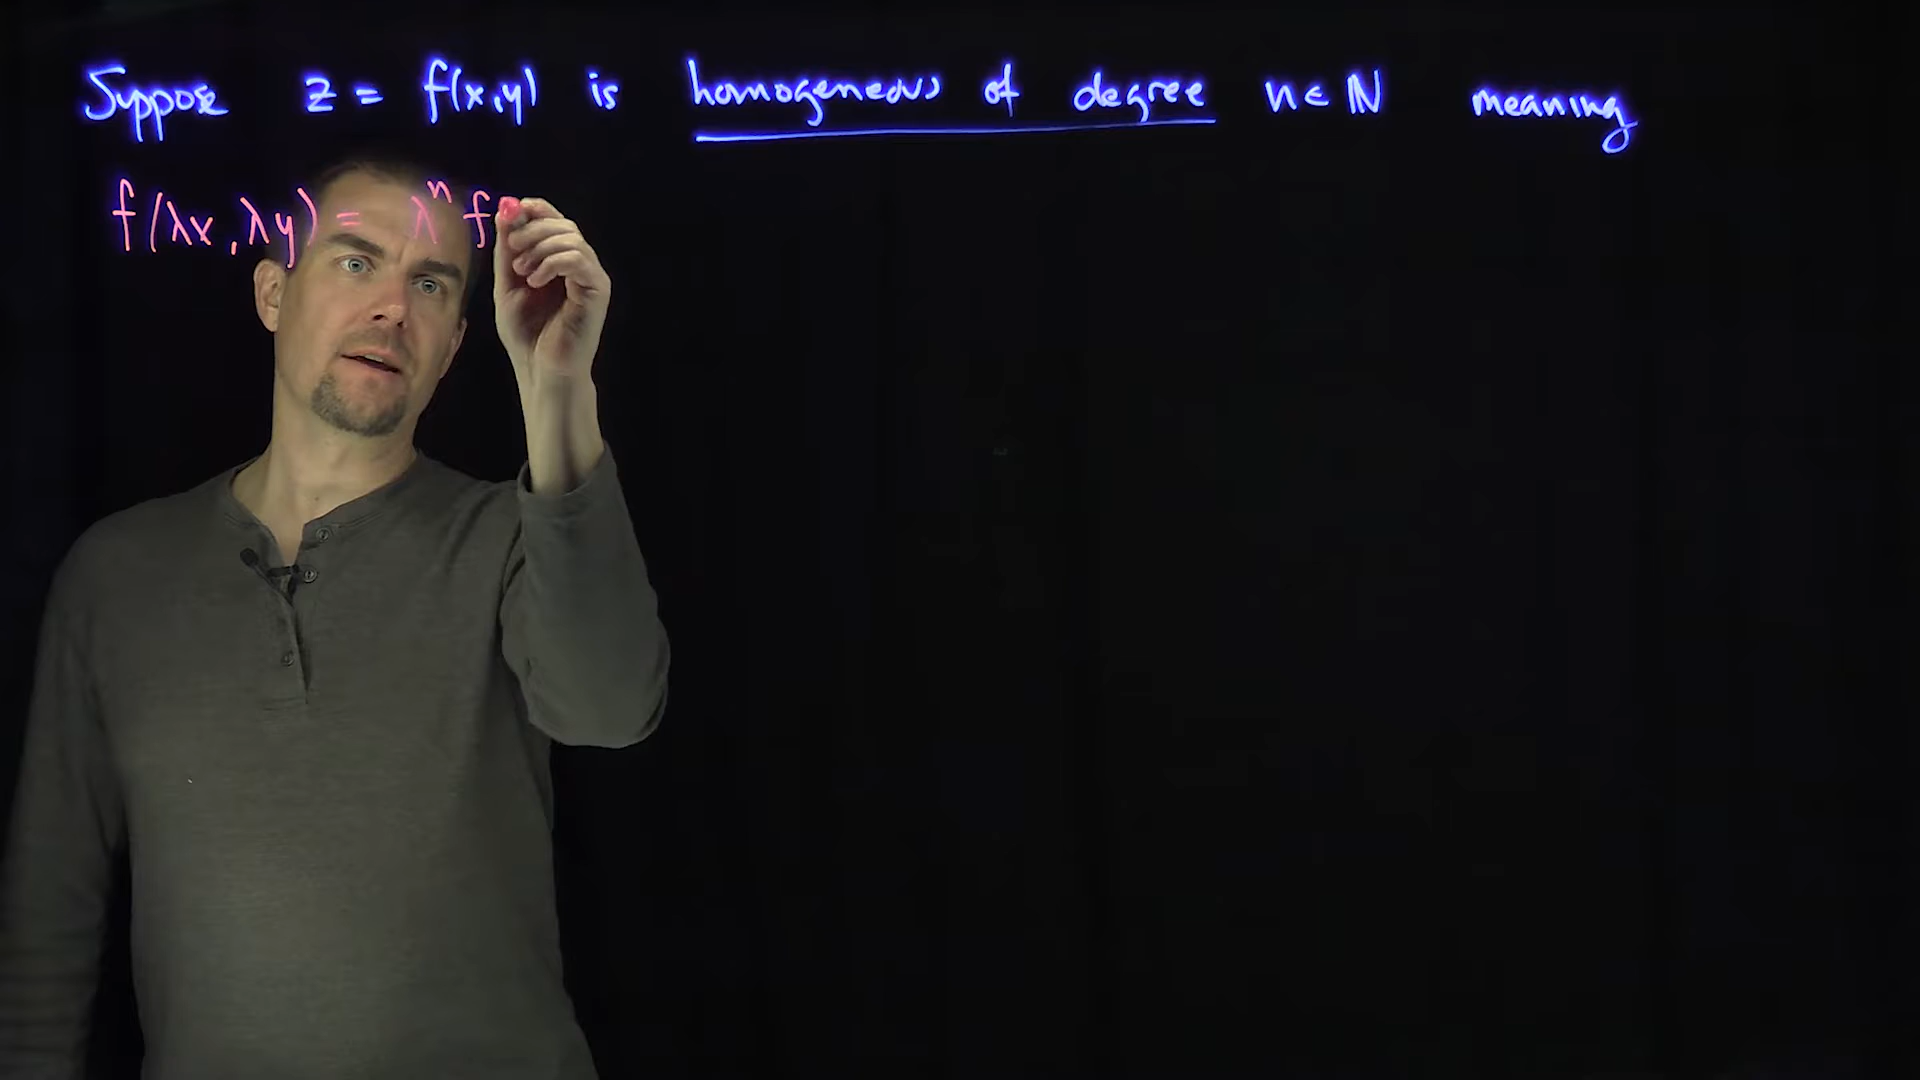 Suppose z = f(x,y) is homogeneous of degree n ∈ ℕ meaning
f(λx, λy) = λⁿ f